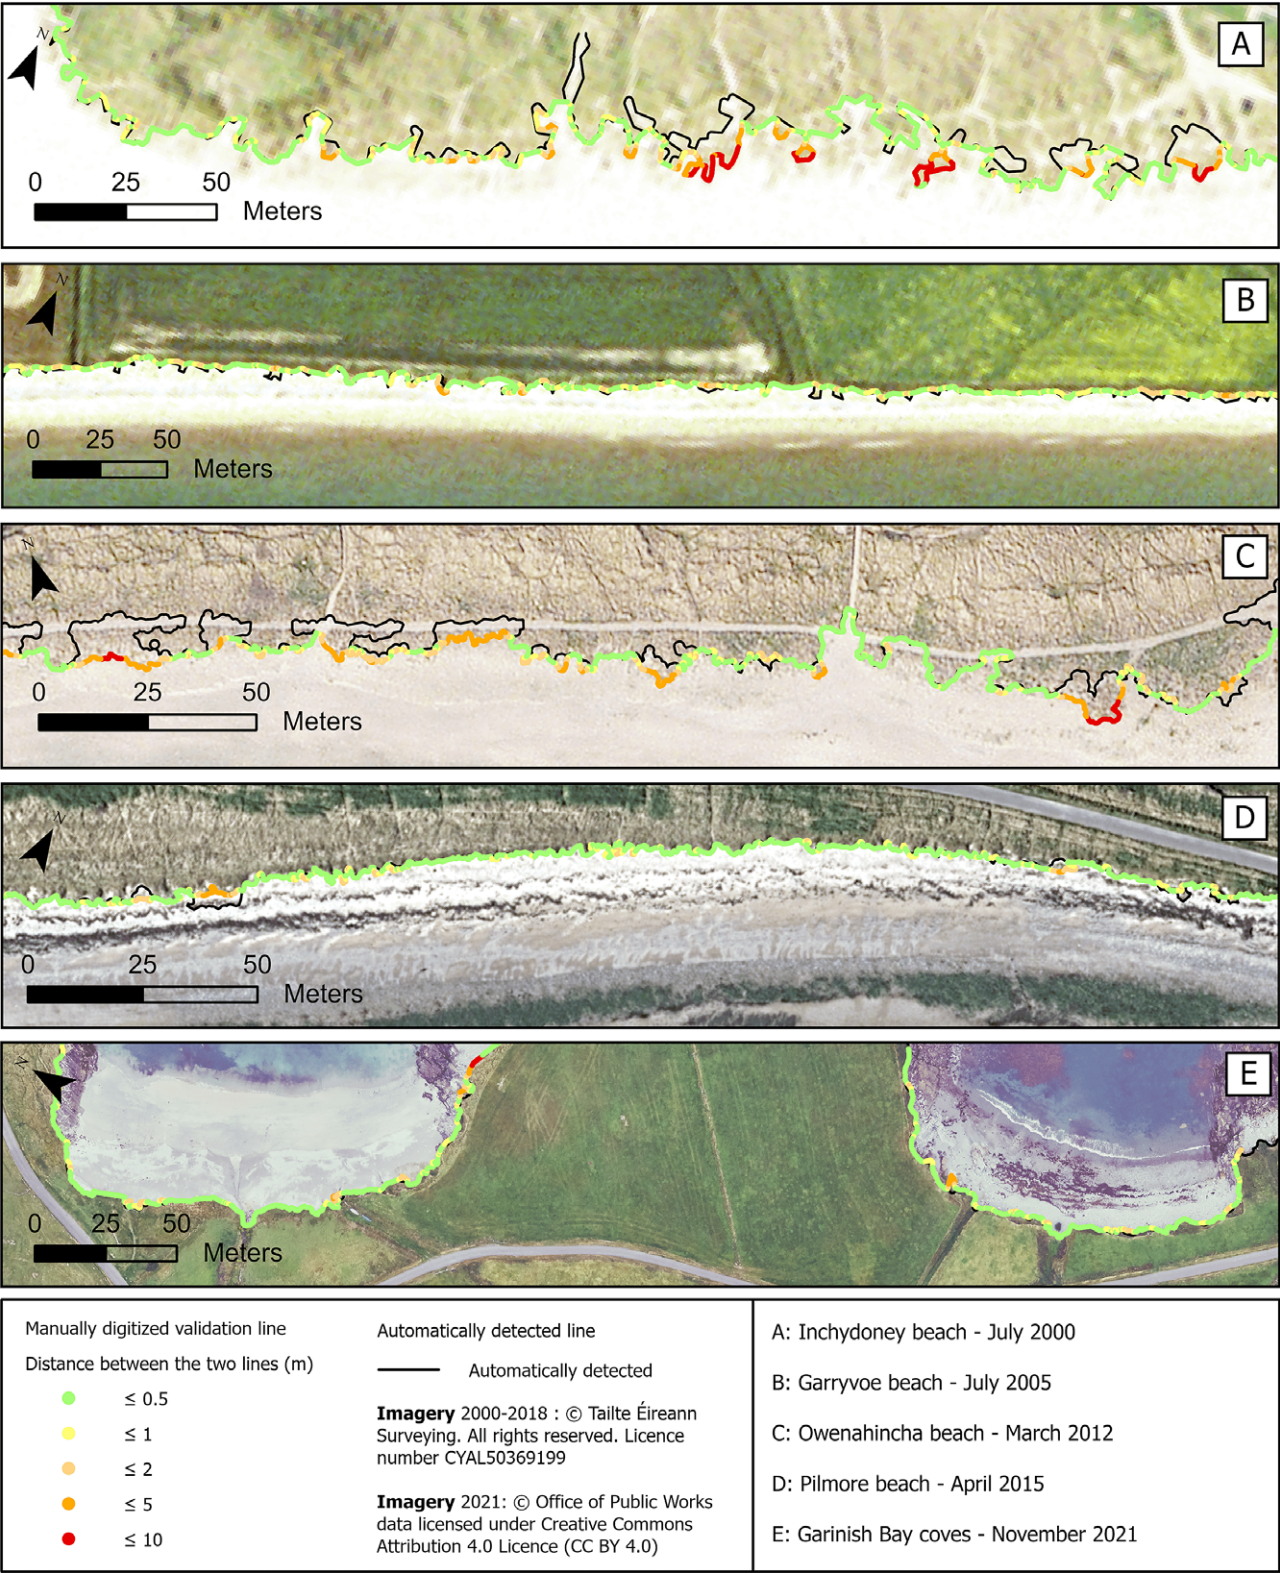 N
A
0 25 50
Meters
N
B
0 25 50
Meters
N
C
0 25 50
Meters
N
D
0 25 50
Meters
N
E
0 25 50
Meters
Manually digitized validation line
Distance between the two lines (m)
≤ 0.5
≤ 1
≤ 2
≤ 5
≤ 10
Automatically detected line
Automatically detected
Imagery 2000-2018 : © Tailte Éireann
Surveying. All rights reserved. Licence
number CYAL50369199
Imagery 2021: © Office of Public Works
data licensed under Creative Commons
Attribution 4.0 Licence (CC BY 4.0)
A: Inchydoney beach - July 2000
B: Garryvoe beach - July 2005
C: Owenahincha beach - March 2012
D: Pilmore beach - April 2015
E: Garinish Bay coves - November 2021